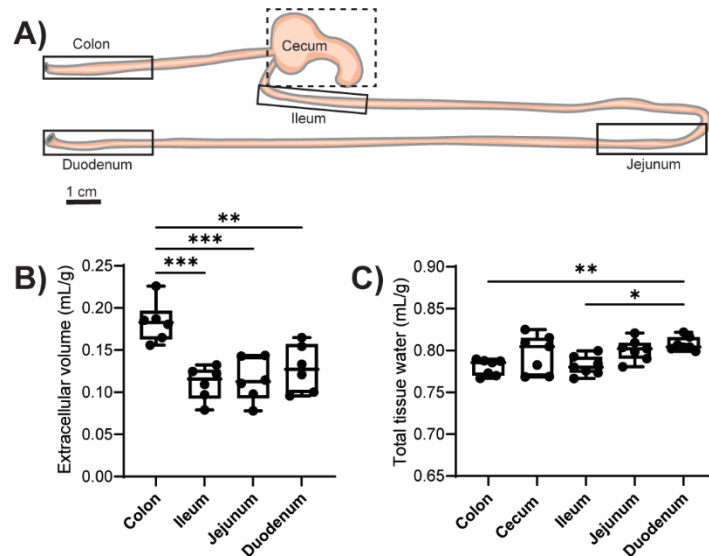 A)
Colon
Cecum
Ileum
Duodenum
Jejunum
1 cm
B)
Extracellular volume (mL/g)
0.25
0.20
0.15
0.10
0.05
0.00
**
***
***
Colon
Ileum
Jejunum
Duodenum
C)
Total tissue water (mL/g)
0.90
0.85
0.80
0.75
0.70
0.65
**
*
Colon
Cecum
Ileum
Jejunum
Duodenum